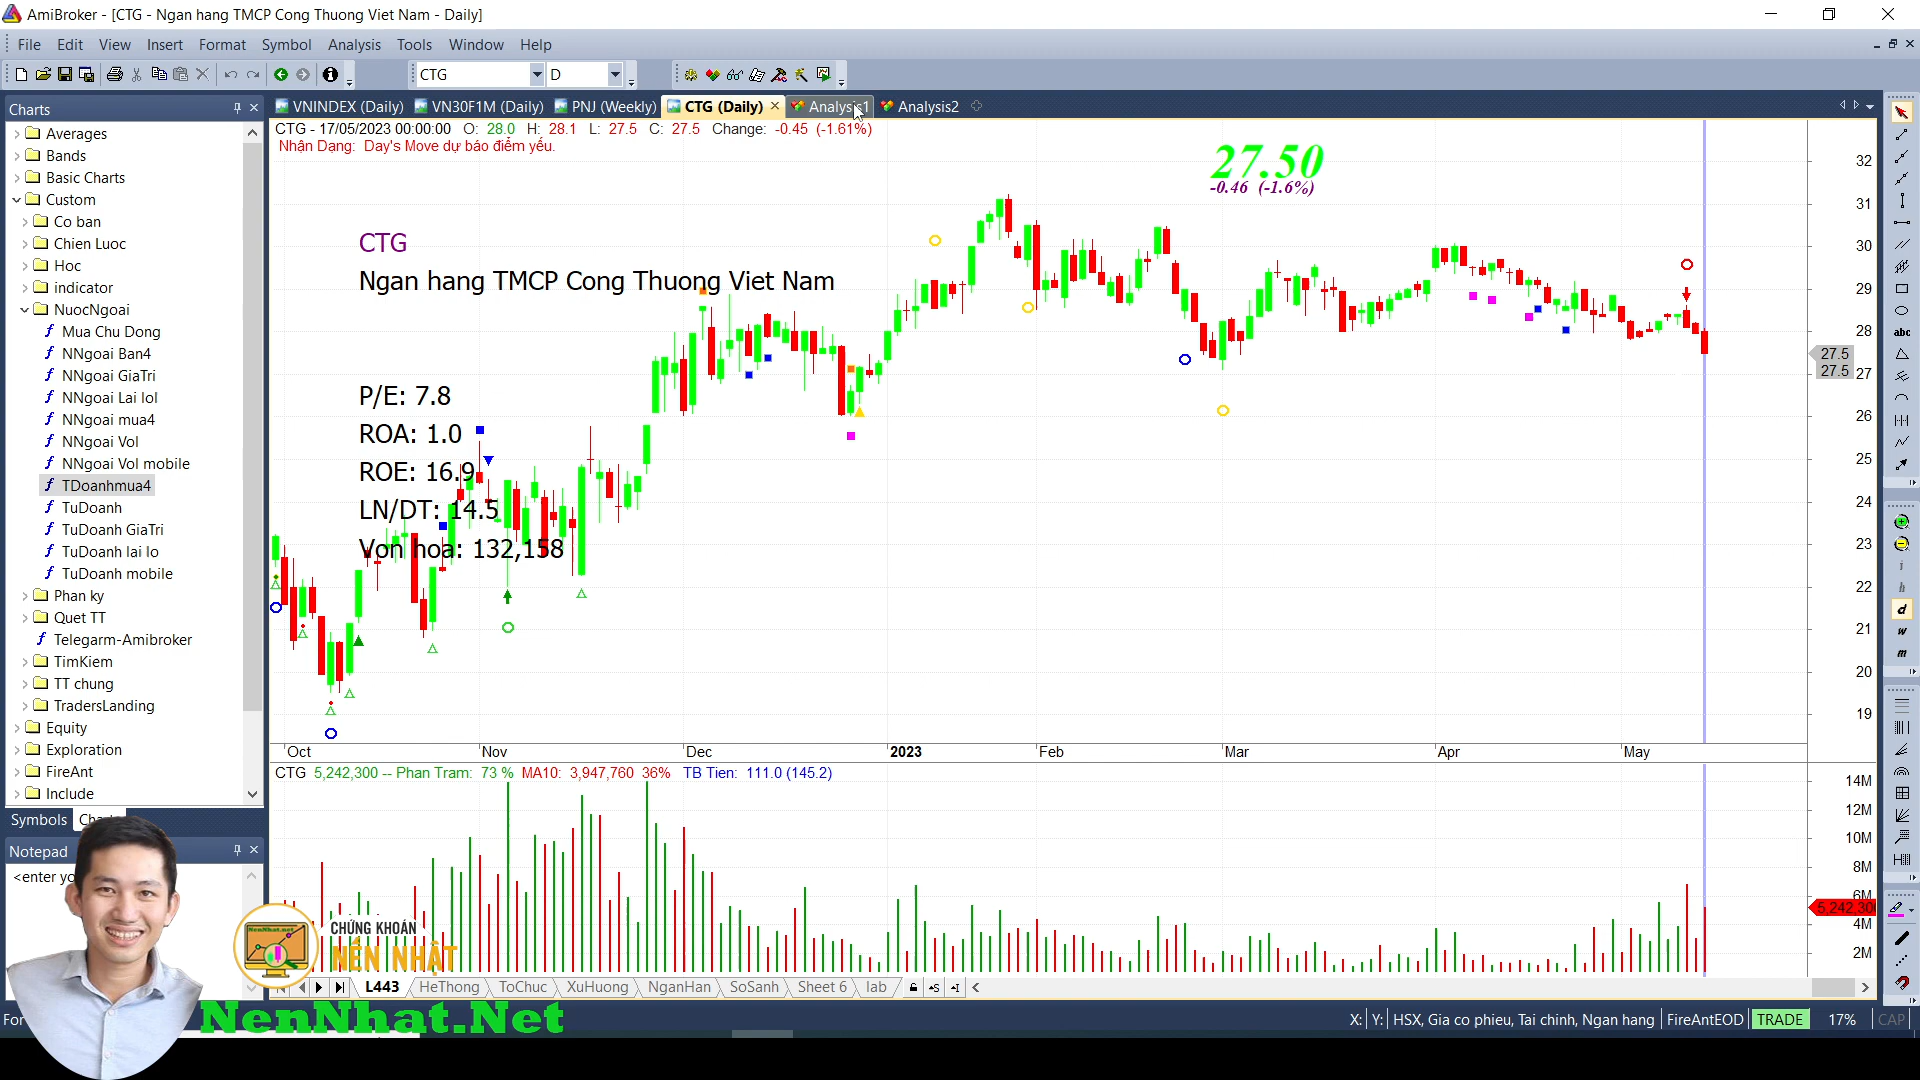 AmiBroker - [CTG - Ngan hang TMCP Cong Thuong Viet Nam - Daily]
File Edit View Insert Format Symbol Analysis Tools Window Help
CTG D
Charts
VNINDEX (Daily) VN30F1M (Daily) PNJ (Weekly) CTG (Daily) Analysis1 Analysis2
CTG - 17/05/2023 00:00:00 O: 28.0 H: 28.1 L: 27.5 C: 27.5 Change: -0.45 (-1.61%)
Nhận Dạng: Day's Move dự báo điểm yếu.
27.50
-0.46 (-1.6%)
CTG
Ngan hang TMCP Cong Thuong Viet Nam
P/E: 7.8
ROA: 1.0
ROE: 16.9
LN/DT: 14.5
Von hoa: 132,158
Averages
Bands
Basic Charts
Custom
Co ban
Chien Luoc
Hoc
indicator
NuocNgoai
Mua Chu Dong
NNgoai Ban4
NNgoai GiaTri
NNgoai Lai lol
NNgoai mua4
NNgoai Vol
NNgoai Vol mobile
TDoanhmua4
TuDoanh
TuDoanh GiaTri
TuDoanh lai lo
TuDoanh mobile
Phan ky
Quet TT
Telegarm-Amibroker
TimKiem
TT chung
TradersLanding
Equity
Exploration
FireAnt
Include
32
31
30
29
28
27.5
27.5
27
26
25
24
23
22
21
20
19
Oct Nov Dec 2023 Feb Mar Apr May
CTG 5,242,300 -- Phan Tram: 73 % MA10: 3,947,760 36% TB Tien: 111.0 (145.2)
14M
12M
10M
8M
6M
5,242,300
4M
2M
abc
i
h
d
w
m
Symbols
Notepad
CHỨNG KHOÁN
NẾN NHẬT
NenNhat.net
NenNhat.Net
L443 HeThong ToChuc XuHuong NganHan SoSanh Sheet 6 lab
For
X: Y: HSX, Gia co phieu, Tai chinh, Ngan hang FireAntEOD TRADE 17% CAP